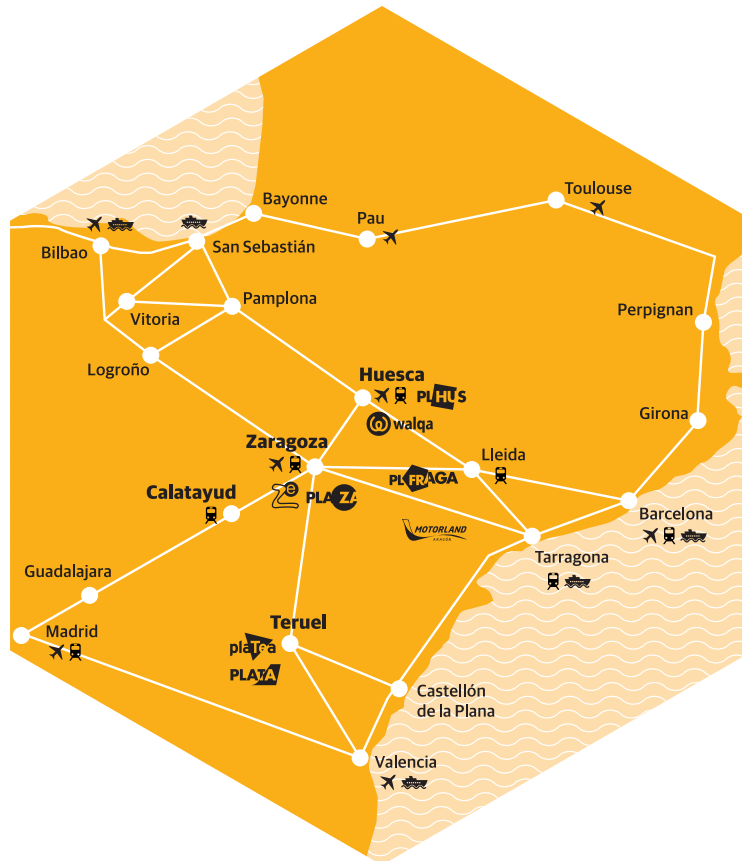 Toulouse
Bayonne
Pau
Bilbao
San Sebastián
Pamplona
Vitoria
Perpignan
Logroño
Huesca
PLHUS
walqa
Girona
Zaragoza
Lleida
PLFRAGA
Calatayud
Ze
PLAZA
Barcelona
MOTORLAND
ARAGÓN
Tarragona
Guadalajara
Madrid
Teruel
plaTea
PLATA
Castellón
de la Plana
Valencia